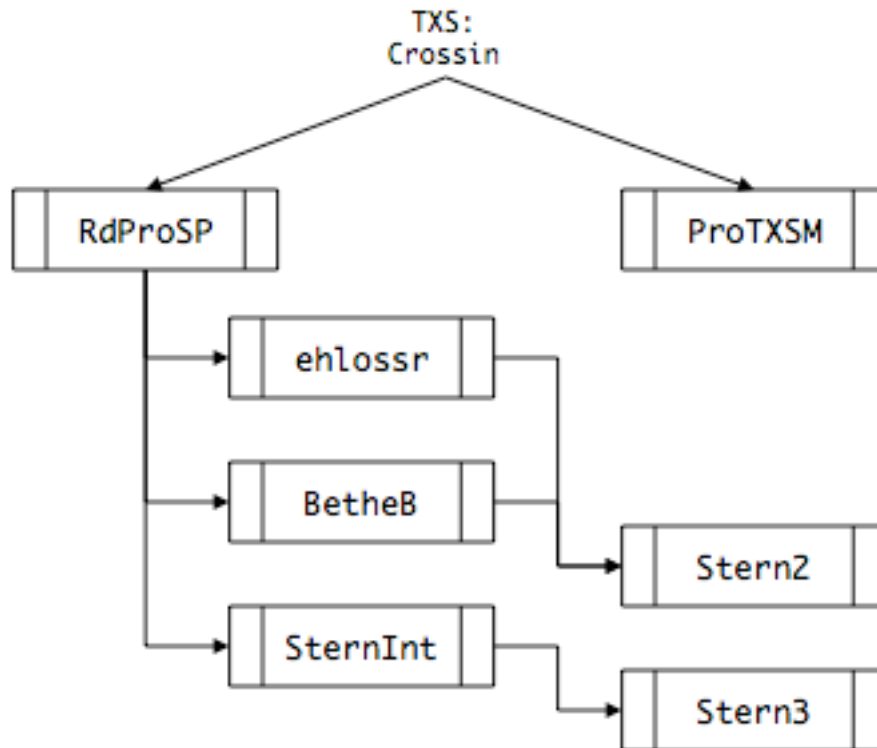 TXS:
Crossin
RdProSP
ProTXSM
ehlossr
BetheB
Stern2
SternInt
Stern3